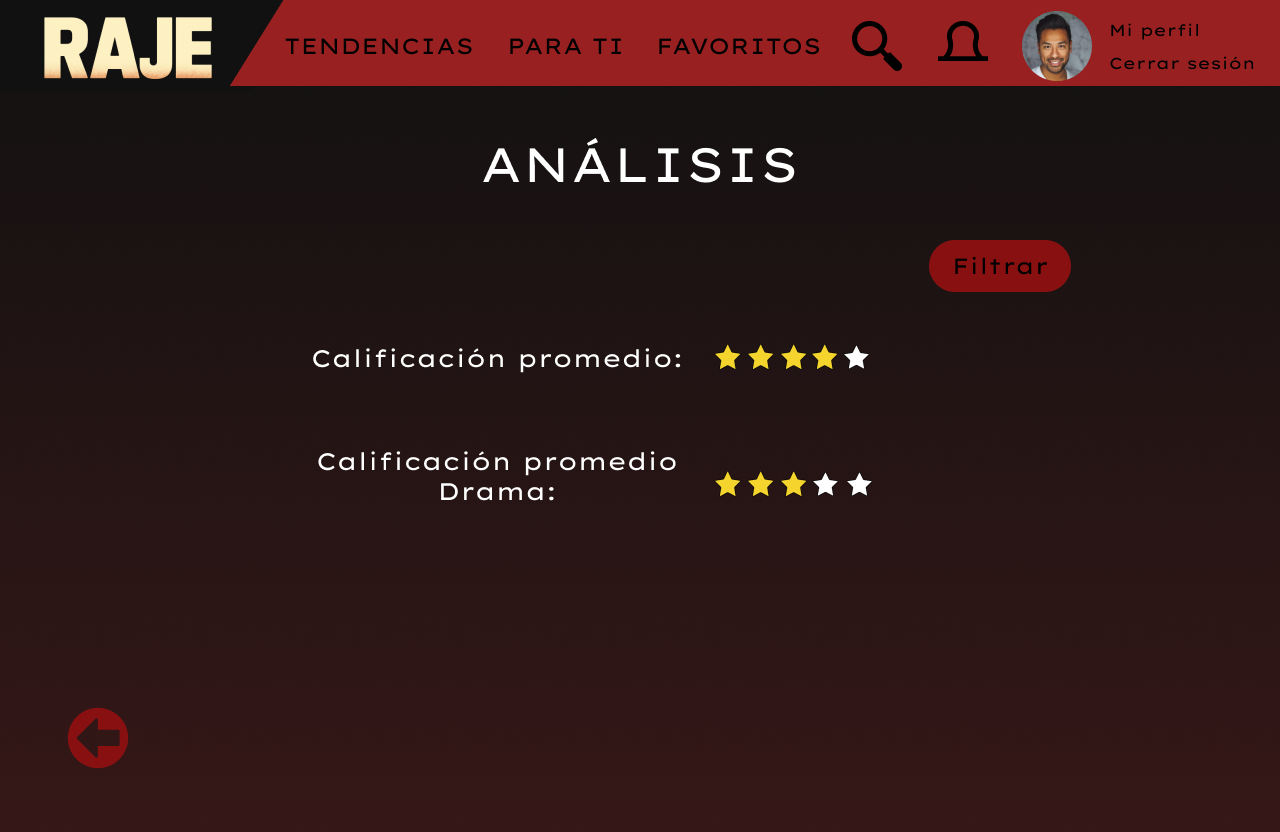 RAJE
TENDENCIAS
PARA TI
FAVORITOS
Mi perfil
Cerrar sesión
ANÁLISIS
Filtrar
Calificación promedio:
Calificación promedio
Drama: